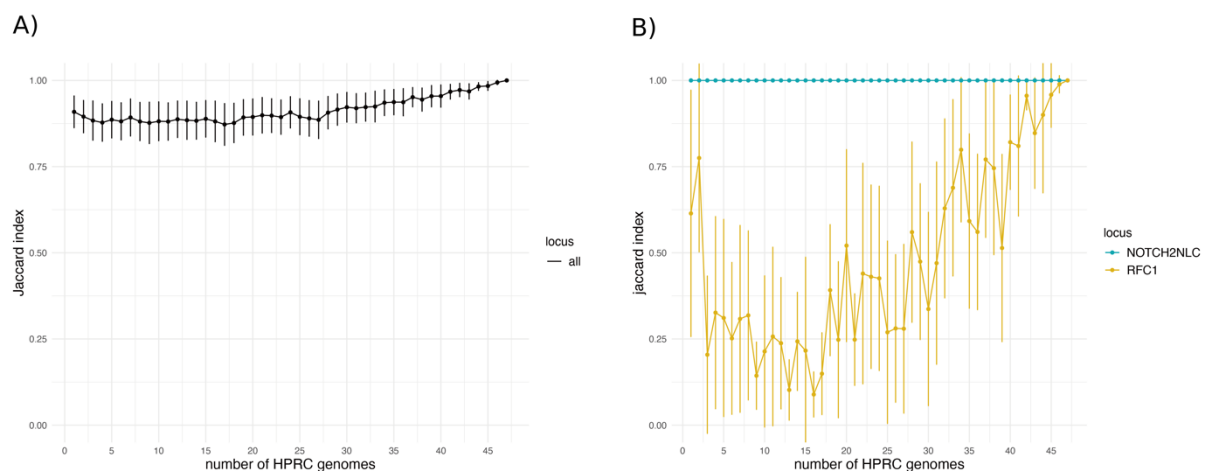 A)
1.00
0.75
0.50
0.25
0.00
Jaccard index
0 5 10 15 20 25 30 35 40 45
number of HPRC genomes
locus
all
B)
1.00
0.75
0.50
0.25
0.00
jaccard index
0 5 10 15 20 25 30 35 40 45
number of HPRC genomes
locus
NOTCH2NLC
RFC1